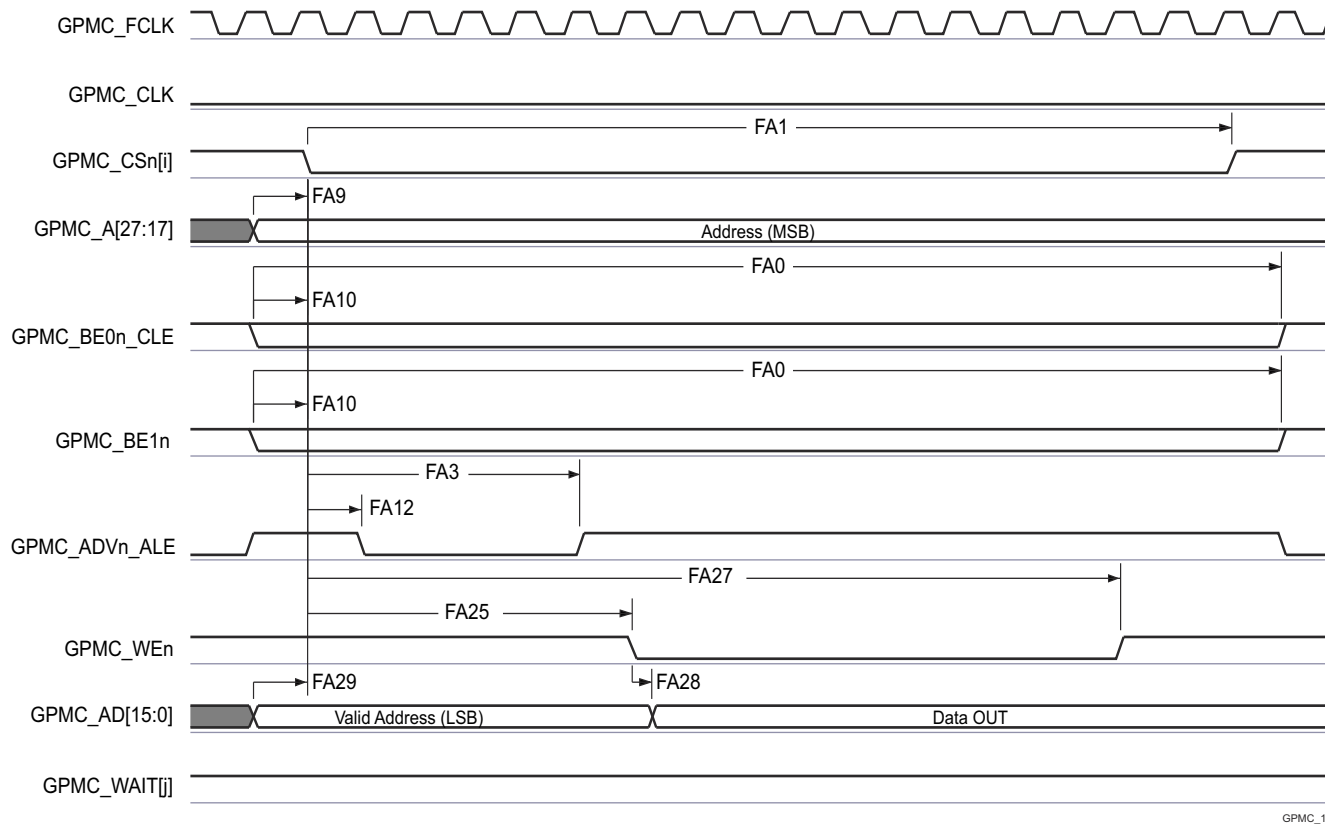 GPMC_FCLK
GPMC_CLK
FA1
GPMC_CSn[i]
FA9
GPMC_A[27:17]
Address (MSB)
FA0
FA10
GPMC_BE0n_CLE
FA0
FA10
GPMC_BE1n
FA3
FA12
GPMC_ADVn_ALE
FA27
FA25
GPMC_WEn
FA29
FA28
GPMC_AD[15:0]
Valid Address (LSB)
Data OUT
GPMC_WAIT[j]